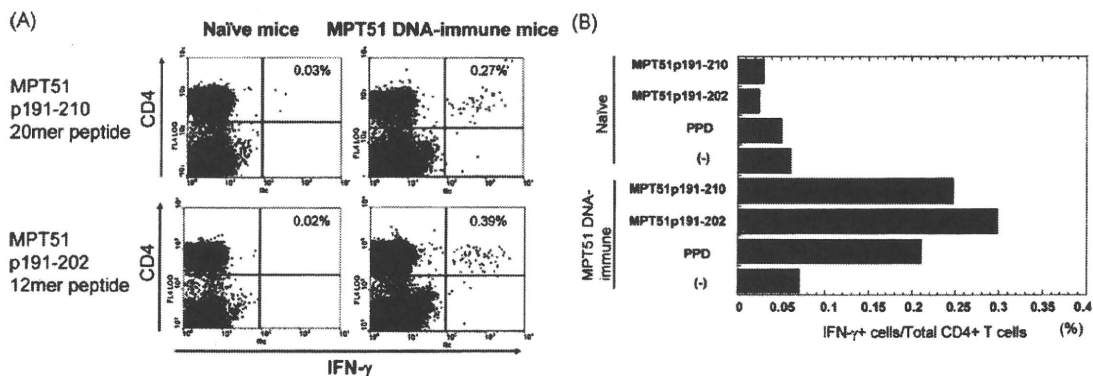 (A)
Naïve mice
MPT51 DNA-immune mice
MPT51
p191-210
20mer peptide
CD4
0.03%
0.27%
MPT51
p191-202
12mer peptide
CD4
0.02%
0.39%
IFN-γ
(B)
Naïve
MPT51p191-210
MPT51p191-202
PPD
(-)
MPT51 DNA-
immune
MPT51p191-210
MPT51p191-202
PPD
(-)
0 0.05 0.1 0.15 0.2 0.25 0.3 0.35 0.4
IFN-γ+ cells/Total CD4+ T cells (%)